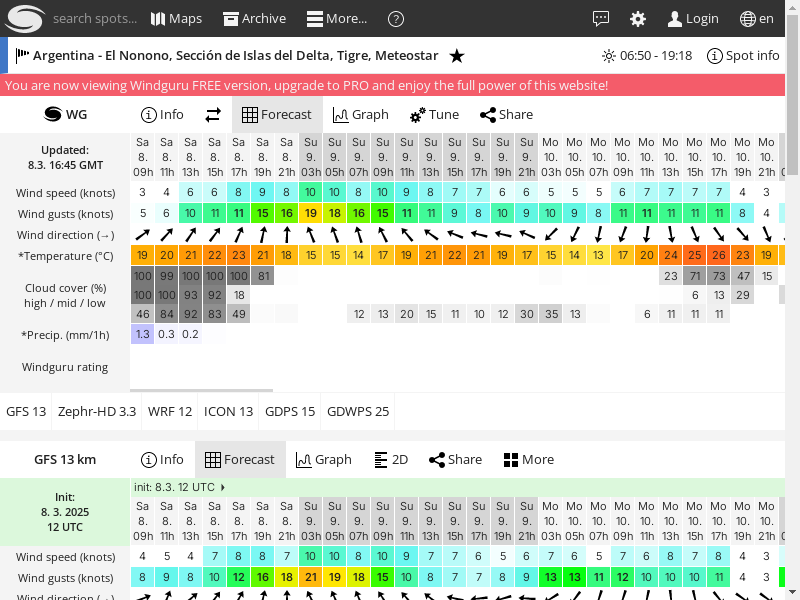 search spots... Maps Archive More... ? Login en
Argentina - El Nonono, Sección de Islas del Delta, Tigre, Meteostar ★ 06:50 - 19:18 Spot info
You are now viewing Windguru FREE version, upgrade to PRO and enjoy the full power of this website!
WG Info Forecast Graph Tune Share
Updated:
8.3. 16:45 GMT
Sa Sa Sa Sa Sa Sa Sa Su Su Su Su Su Su Su Su Su Su Mo Mo Mo Mo Mo Mo Mo Mo Mo Mo
8. 8. 8. 8. 8. 8. 8. 9. 9. 9. 9. 9. 9. 9. 9. 9. 9. 10. 10. 10. 10. 10. 10. 10. 10. 10. 10.
09h 11h 13h 15h 17h 19h 21h 03h 05h 07h 09h 11h 13h 15h 17h 19h 21h 03h 05h 07h 09h 11h 13h 15h 17h 19h 21h
Wind speed (knots) 3 4 6 6 8 9 8 10 10 8 10 9 8 7 7 6 6 5 5 5 6 7 7 7 7 4 3
Wind gusts (knots) 5 6 10 11 11 15 16 19 18 16 15 11 11 9 8 10 9 10 9 8 11 11 11 11 11 8 4
Wind direction (→)
*Temperature (°C) 19 20 21 22 23 21 18 15 15 14 17 19 21 22 21 19 17 15 14 13 17 20 24 25 26 23 19
Cloud cover (%)
high / mid / low
100 99 100 100 100 81 23 71 73 47 15
100 100 93 92 18 6 13 29
46 84 92 83 49 12 13 20 15 11 10 12 30 35 13 6 11 11 11
*Precip. (mm/1h) 1.3 0.3 0.2
Windguru rating
GFS 13 Zephr-HD 3.3 WRF 12 ICON 13 GDPS 15 GDWPS 25
GFS 13 km Info Forecast Graph 2D Share More
Init:
8. 3. 2025
12 UTC
init: 8.3. 12 UTC
Sa Sa Sa Sa Sa Sa Sa Su Su Su Su Su Su Su Su Su Su Mo Mo Mo Mo Mo Mo Mo Mo Mo Mo
8. 8. 8. 8. 8. 8. 8. 9. 9. 9. 9. 9. 9. 9. 9. 9. 9. 10. 10. 10. 10. 10. 10. 10. 10. 10. 10.
09h 11h 13h 15h 17h 19h 21h 03h 05h 07h 09h 11h 13h 15h 17h 19h 21h 03h 05h 07h 09h 11h 13h 15h 17h 19h 21h
Wind speed (knots) 4 5 4 7 8 8 7 10 10 8 10 9 7 7 6 5 6 7 6 5 7 6 8 7 8 4 3
Wind gusts (knots) 8 9 8 10 12 16 18 21 19 18 15 10 8 7 7 8 9 13 13 11 12 10 10 10 11 4 3
Wind direction (→)